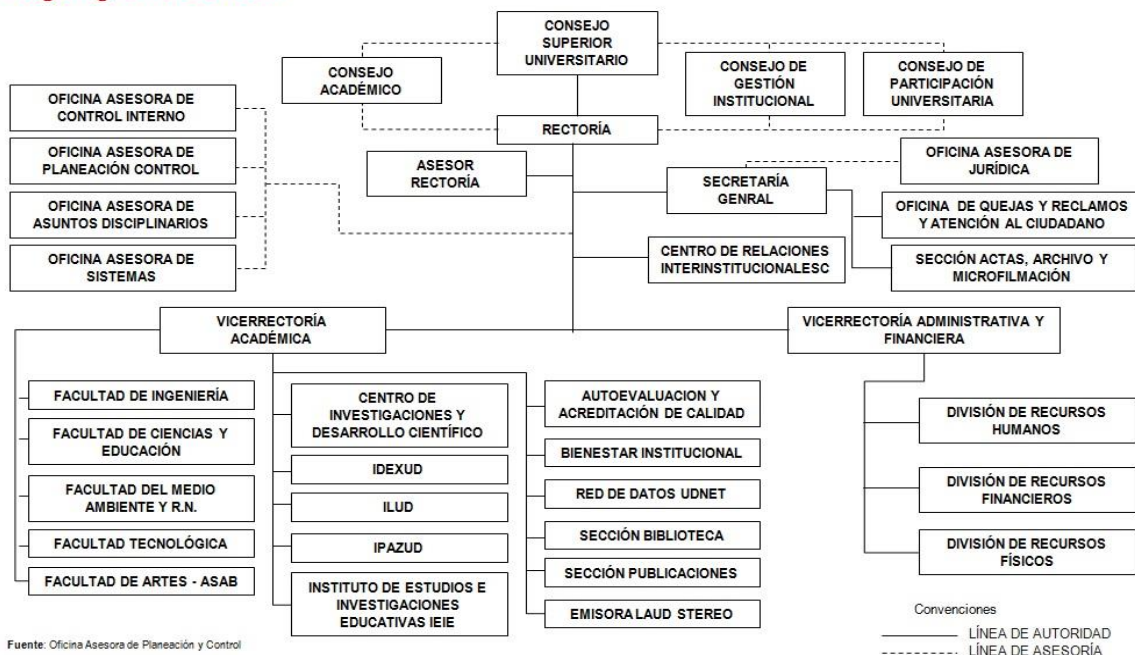 CONSEJO
SUPERIOR
UNIVERSITARIO
CONSEJO
ACADÉMICO
CONSEJO DE
GESTIÓN
INSTITUCIONAL
CONSEJO DE
PARTICIPACIÓN
UNIVERSITARIA
RECTORÍA
OFICINA ASESORA DE
CONTROL INTERNO
OFICINA ASESORA DE
PLANEACIÓN CONTROL
OFICINA ASESORA DE
ASUNTOS DISCIPLINARIOS
OFICINA ASESORA DE
SISTEMAS
ASESOR
RECTORÍA
SECRETARÍA
GENRAL
OFICINA ASESORA DE
JURÍDICA
OFICINA DE QUEJAS Y RECLAMOS
Y ATENCIÓN AL CIUDADANO
SECCIÓN ACTAS, ARCHIVO Y
MICROFILMACIÓN
CENTRO DE RELACIONES
INTERINSTITUCIONALESC
VICERRECTORÍA
ACADÉMICA
VICERRECTORÍA ADMINISTRATIVA Y
FINANCIERA
FACULTAD DE INGENIERÍA
FACULTAD DE CIENCIAS Y
EDUCACIÓN
FACULTAD DEL MEDIO
AMBIENTE Y R.N.
FACULTAD TECNOLÓGICA
FACULTAD DE ARTES - ASAB
CENTRO DE
INVESTIGACIONES Y
DESARROLLO CIENTÍFICO
IDEXUD
ILUD
IPAZUD
INSTITUTO DE ESTUDIOS E
INVESTIGACIONES
EDUCATIVAS IEIE
AUTOEVALUACION Y
ACREDITACIÓN DE CALIDAD
BIENESTAR INSTITUCIONAL
RED DE DATOS UDNET
SECCIÓN BIBLIOTECA
SECCIÓN PUBLICACIONES
EMISORA LAUD STEREO
DIVISIÓN DE RECURSOS
HUMANOS
DIVISIÓN DE RECURSOS
FINANCIEROS
DIVISIÓN DE RECURSOS
FÍSICOS
Convenciones
LÍNEA DE AUTORIDAD
LÍNEA DE ASESORÍA
Fuente: Oficina Asesora de Planeación y Control